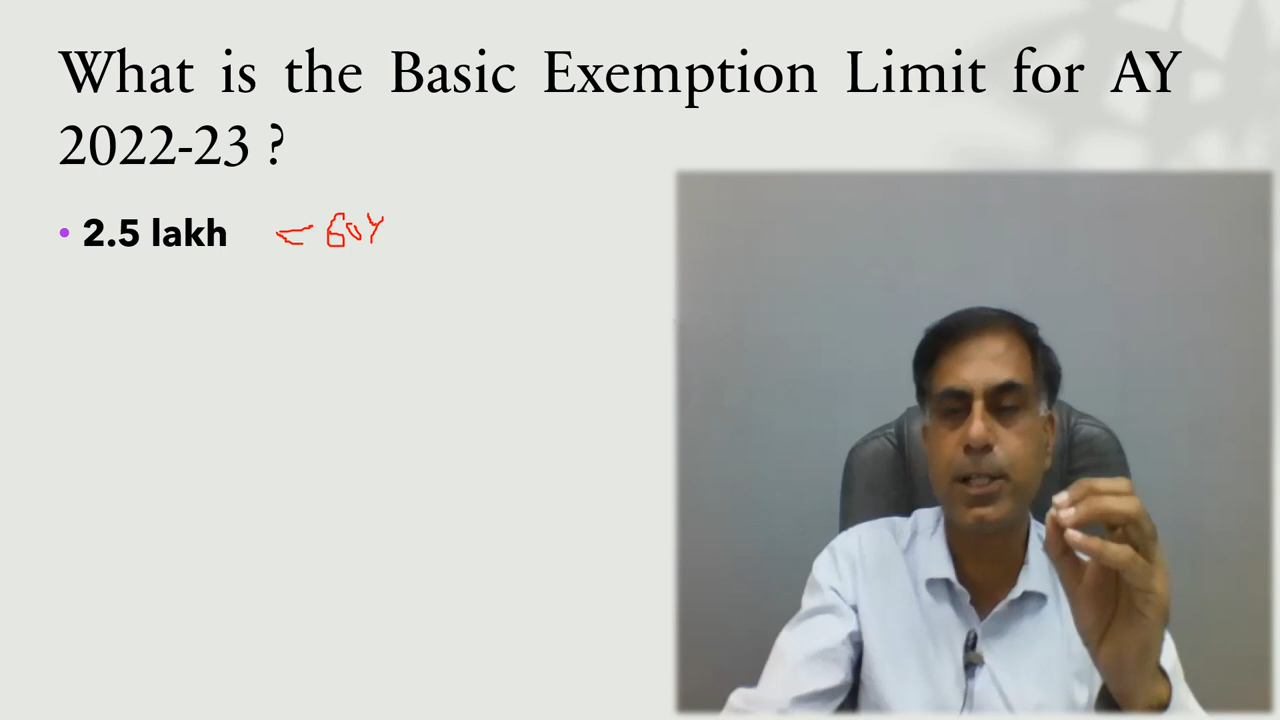 What is the Basic Exemption Limit for AY
2022-23 ?
• 2.5 lakh < 60Y